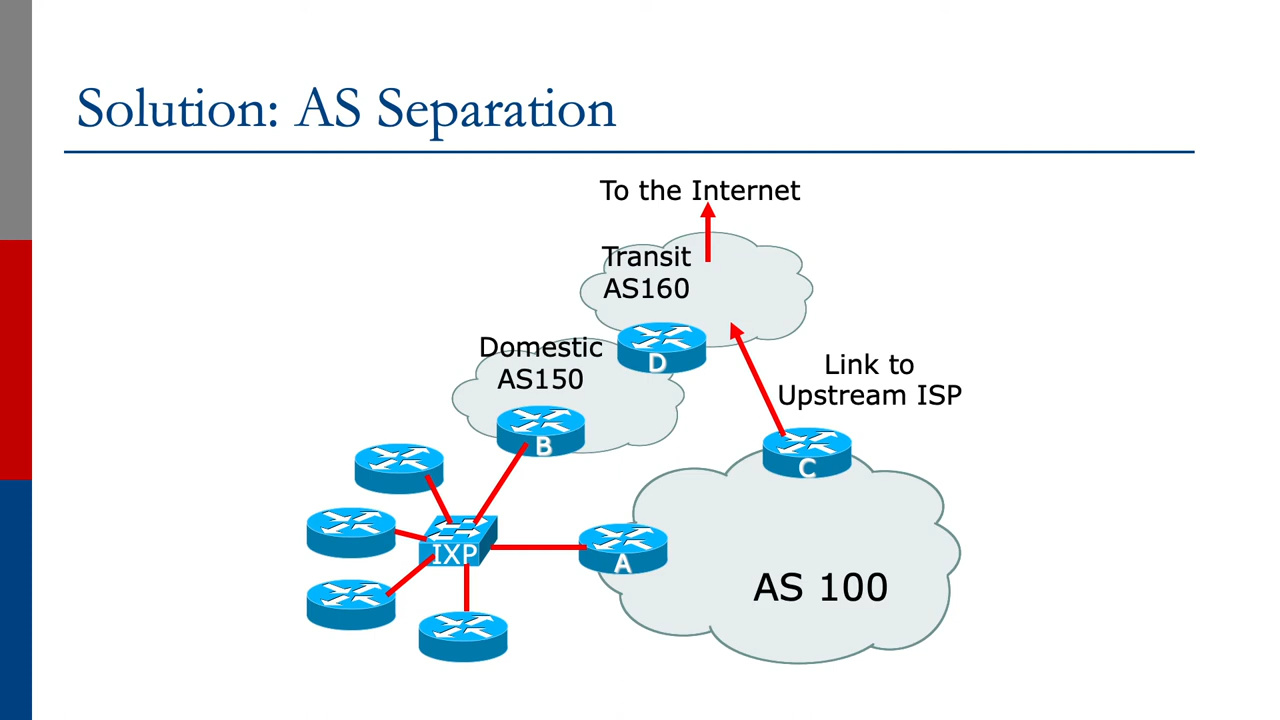 Solution: AS Separation
To the Internet
Transit
AS160
D
Domestic
AS150
B
Link to
Upstream ISP
C
IXP
A
AS 100